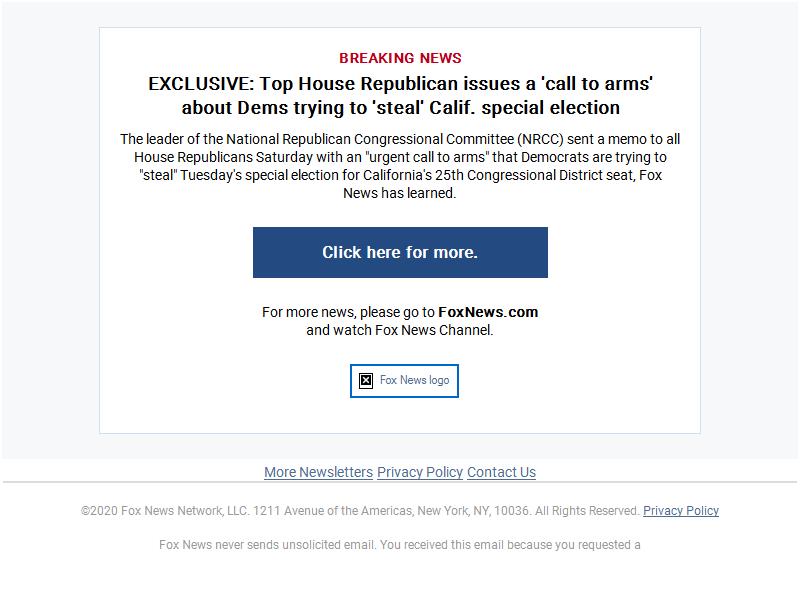 BREAKING NEWS
EXCLUSIVE: Top House Republican issues a 'call to arms'
about Dems trying to 'steal' Calif. special election
The leader of the National Republican Congressional Committee (NRCC) sent a memo to all
House Republicans Saturday with an "urgent call to arms" that Democrats are trying to
"steal" Tuesday's special election for California's 25th Congressional District seat, Fox
News has learned.
Click here for more.
For more news, please go to FoxNews.com
and watch Fox News Channel.
Fox News logo
More Newsletters Privacy Policy Contact Us
©2020 Fox News Network, LLC. 1211 Avenue of the Americas, New York, NY, 10036. All Rights Reserved. Privacy Policy
Fox News never sends unsolicited email. You received this email because you requested a